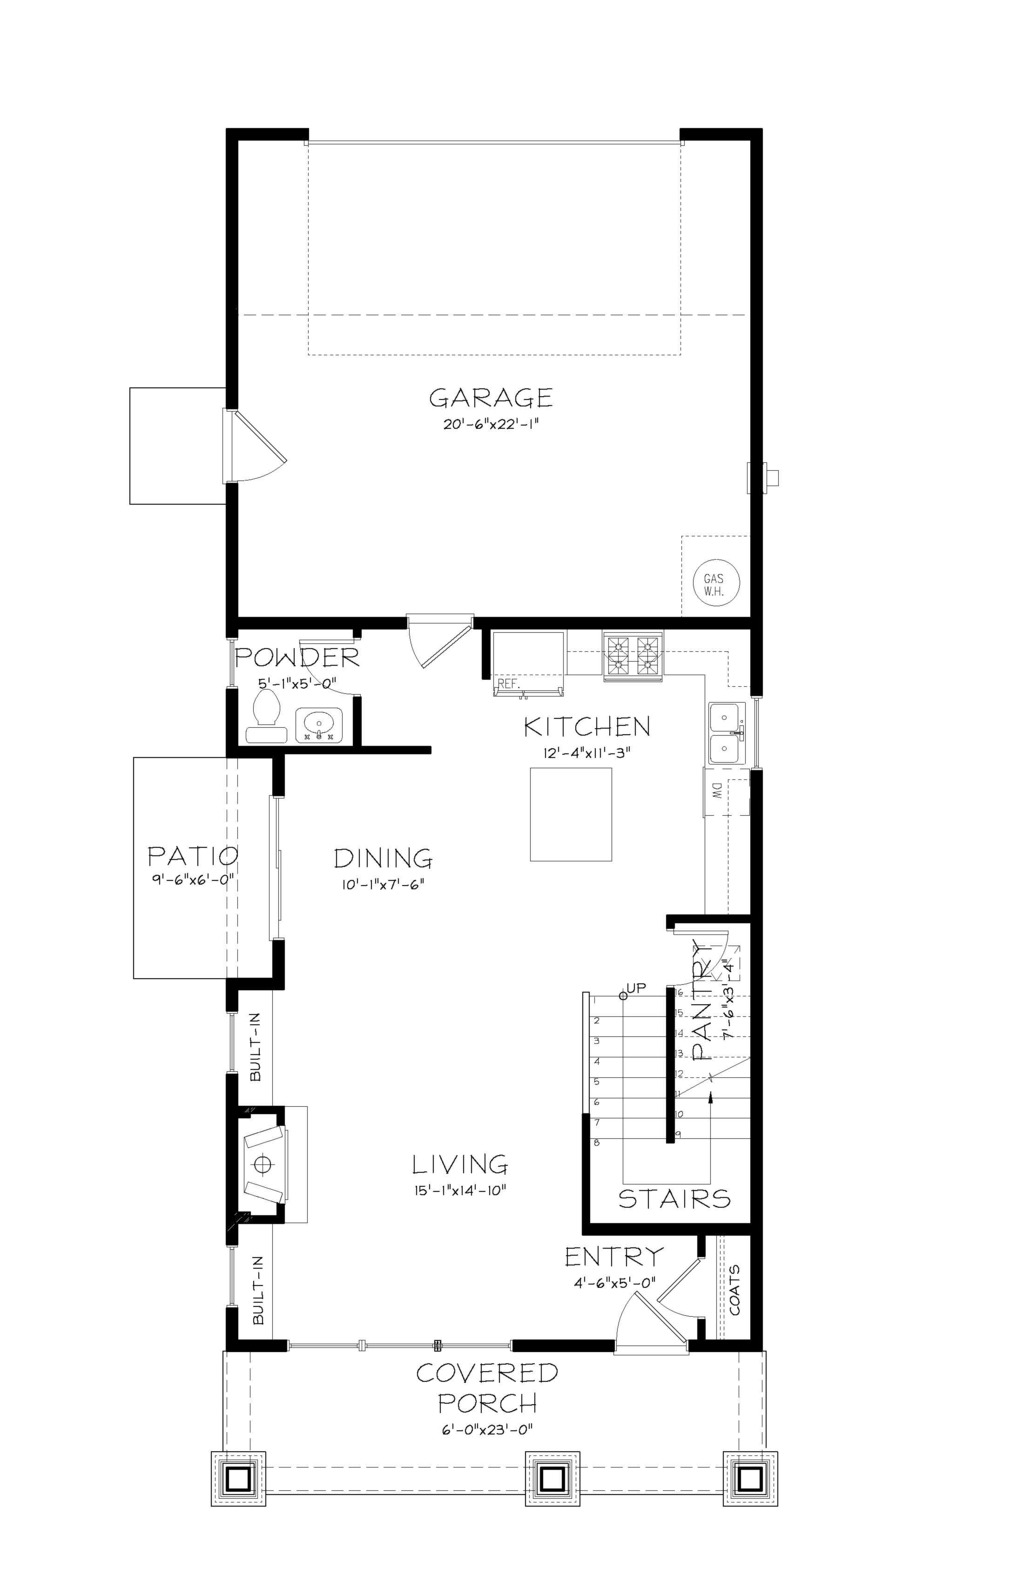 GARAGE
20'-6"x22'-1"
GAS
W.H.
POWDER
5'-1"x5'-0"
REF.
KITCHEN
12'-4"x11'-3"
DW
PATIO
9'-6"x6'-0"
DINING
10'-1"x7'-6"
PANTRY
7'-6"x3'-4"
UP
1
2
3
4
5
6
7
8
16
15
14
13
12
11
10
9
BUILT-IN
LIVING
15'-1"x14'-10"
STAIRS
ENTRY
4'-6"x5'-0"
COATS
BUILT-IN
COVERED
PORCH
6'-0"x23'-0"